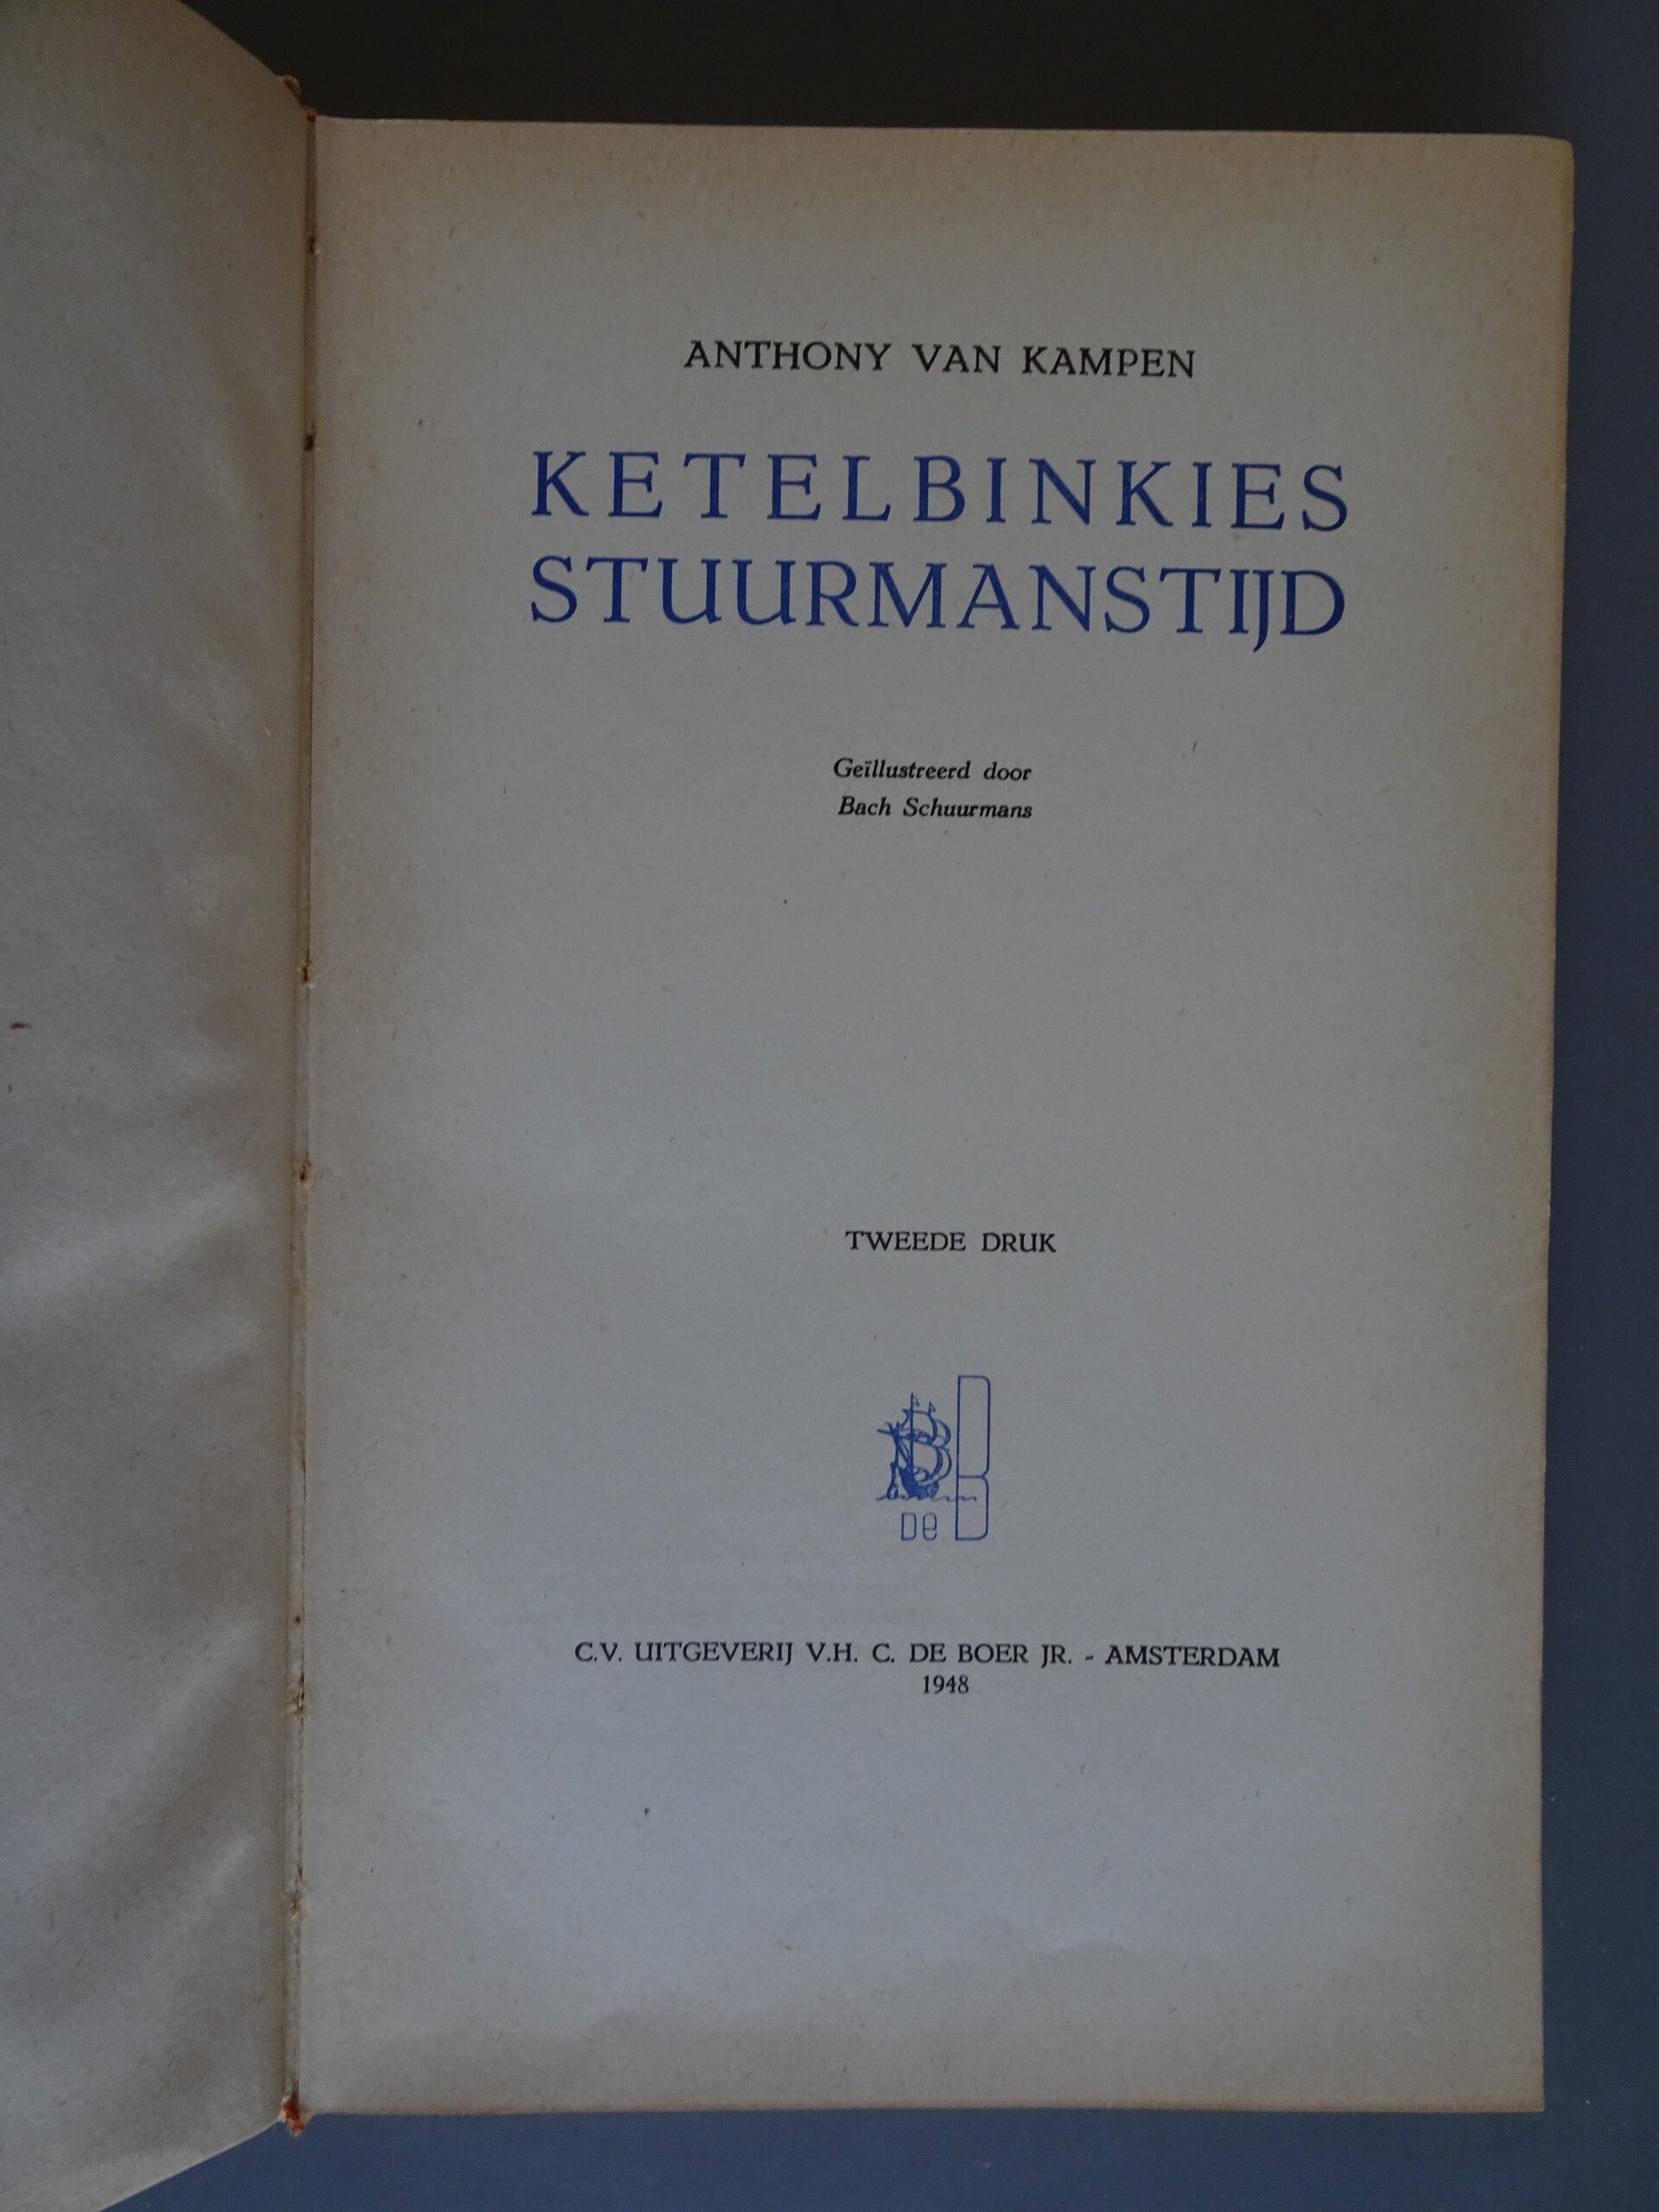 ANTHONY VAN KAMPEN
KETELBINKIES
STUURMANSTIJD
Geïllustreerd door
Bach Schuurmans
TWEEDE DRUK
B
De B
C.V. UITGEVERIJ V.H. C. DE BOER JR. - AMSTERDAM
1948